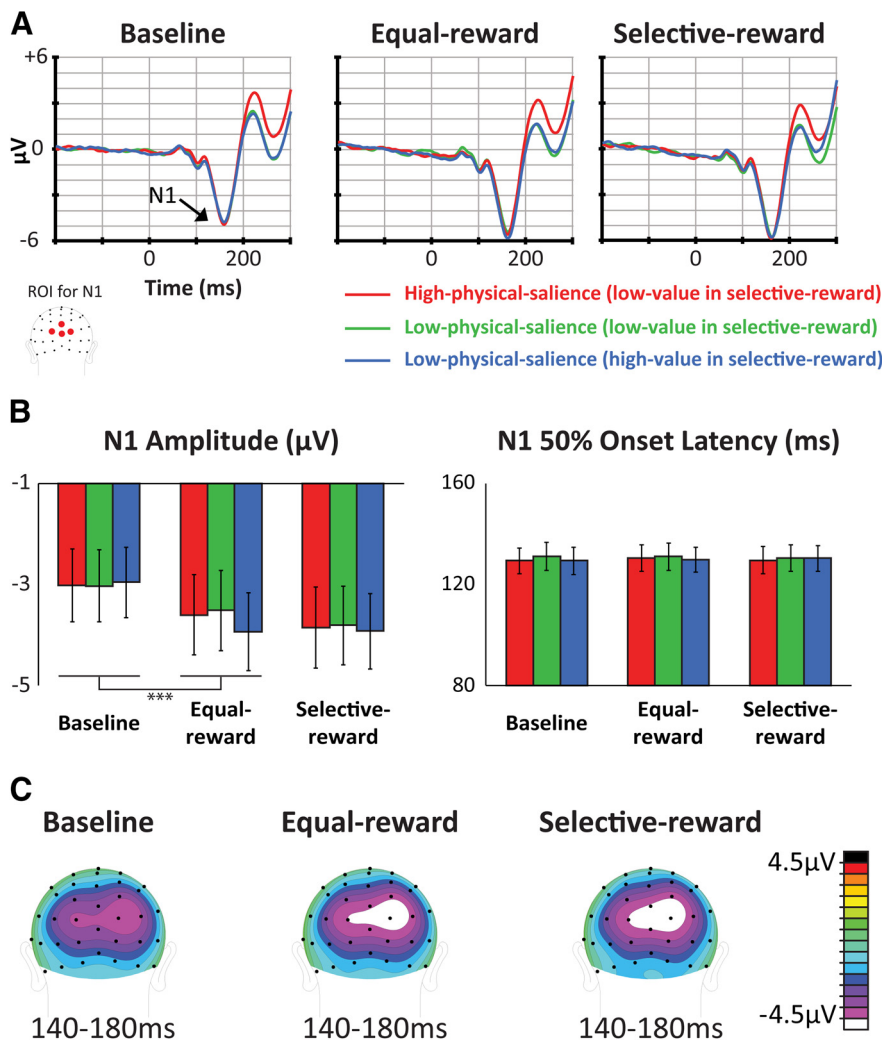 A
Baseline
Equal-reward
Selective-reward
+6
0
-6
µV
N1
0 200
0 200
0 200
Time (ms)
ROI for N1
High-physical-salience (low-value in selective-reward)
Low-physical-salience (low-value in selective-reward)
Low-physical-salience (high-value in selective-reward)
B
N1 Amplitude (µV)
-1
-3
-5
***
Baseline
Equal-
reward
Selective-
reward
N1 50% Onset Latency (ms)
160
120
80
Baseline
Equal-
reward
Selective-
reward
C
Baseline
Equal-reward
Selective-reward
4.5µV
-4.5µV
140-180ms
140-180ms
140-180ms